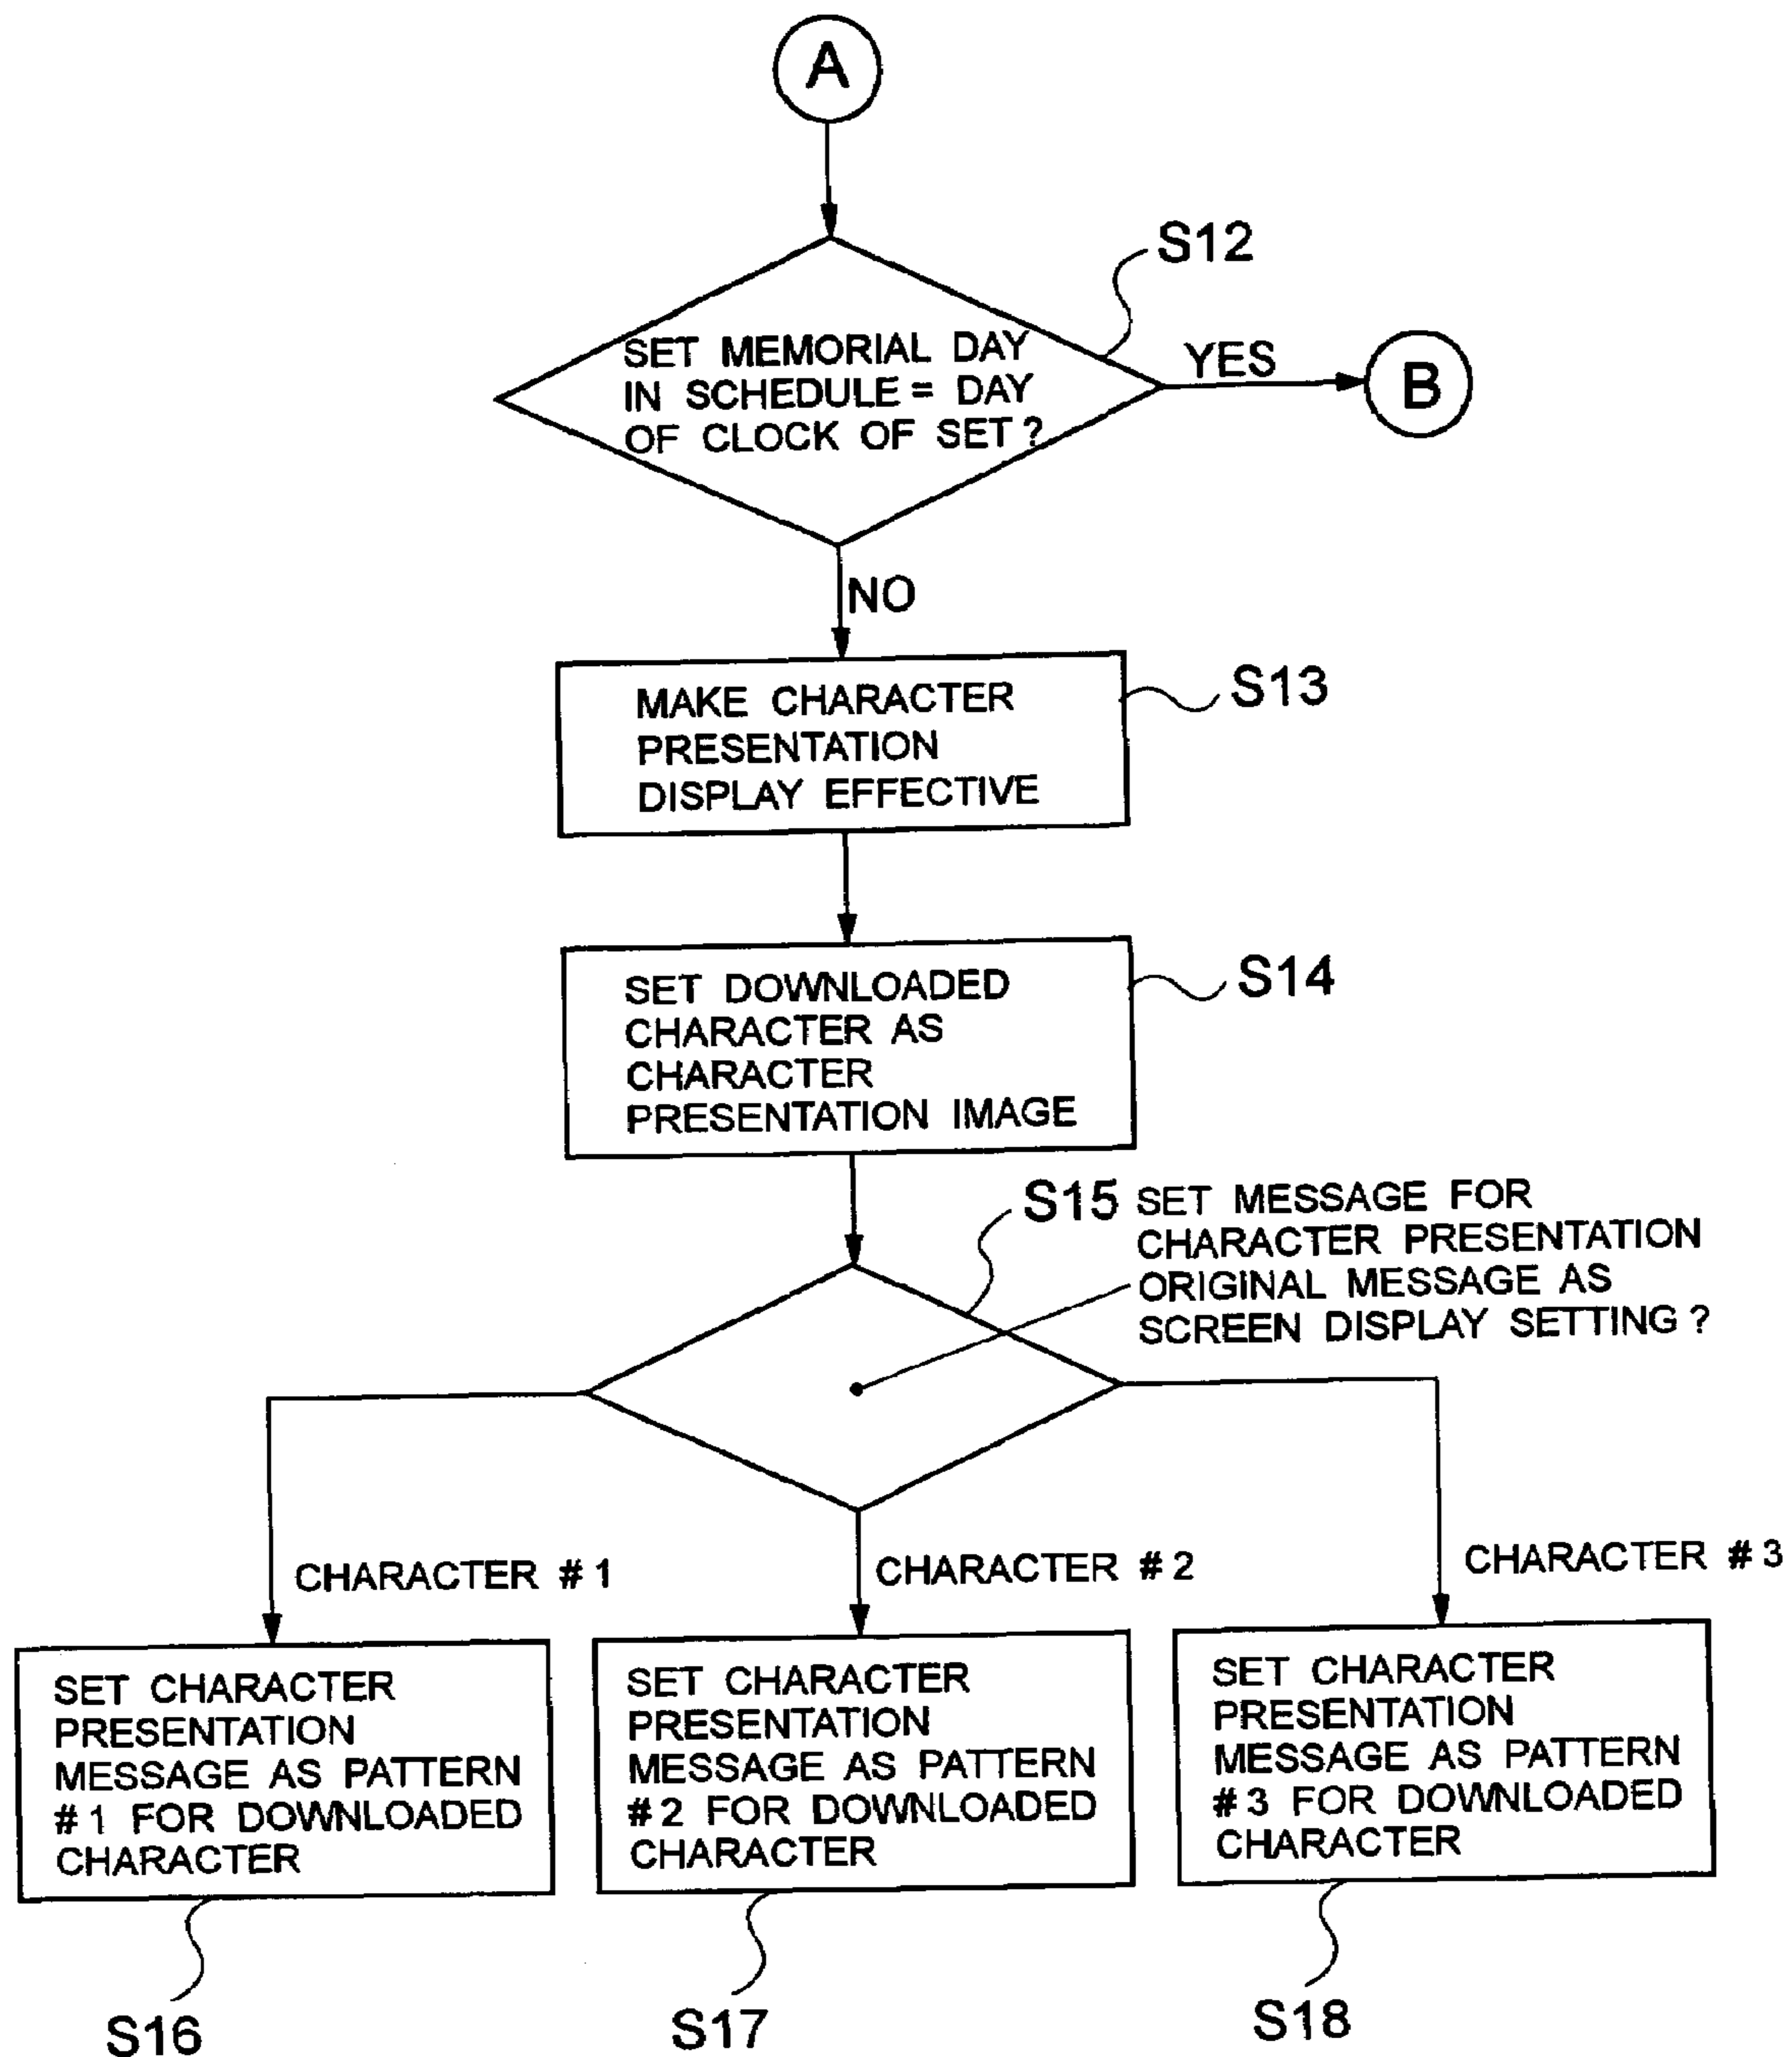 A
S12
SET MEMORIAL DAY
IN SCHEDULE = DAY
OF CLOCK OF SET ?
YES
B
NO
MAKE CHARACTER
PRESENTATION
DISPLAY EFFECTIVE
S13
SET DOWNLOADED
CHARACTER AS
CHARACTER
PRESENTATION IMAGE
S14
S15
SET MESSAGE FOR
CHARACTER PRESENTATION
ORIGINAL MESSAGE AS
SCREEN DISPLAY SETTING ?
CHARACTER # 1
CHARACTER # 2
CHARACTER # 3
SET CHARACTER
PRESENTATION
MESSAGE AS PATTERN
# 1 FOR DOWNLOADED
CHARACTER
SET CHARACTER
PRESENTATION
MESSAGE AS PATTERN
# 2 FOR DOWNLOADED
CHARACTER
SET CHARACTER
PRESENTATION
MESSAGE AS PATTERN
# 3 FOR DOWNLOADED
CHARACTER
S16
S17
S18